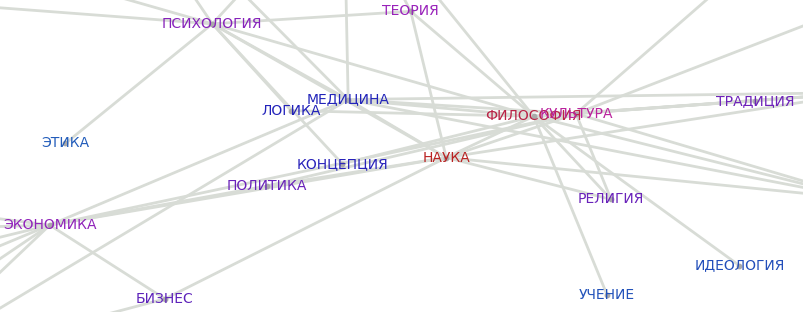 ТЕОРИЯ
ПСИХОЛОГИЯ
МЕДИЦИНА
ТРАДИЦИЯ
ЛОГИКА
ФИЛОСОФИЯ
КУЛЬТУРА
ЭТИКА
НАУКА
КОНЦЕПЦИЯ
ПОЛИТИКА
РЕЛИГИЯ
ЭКОНОМИКА
ИДЕОЛОГИЯ
УЧЕНИЕ
БИЗНЕС